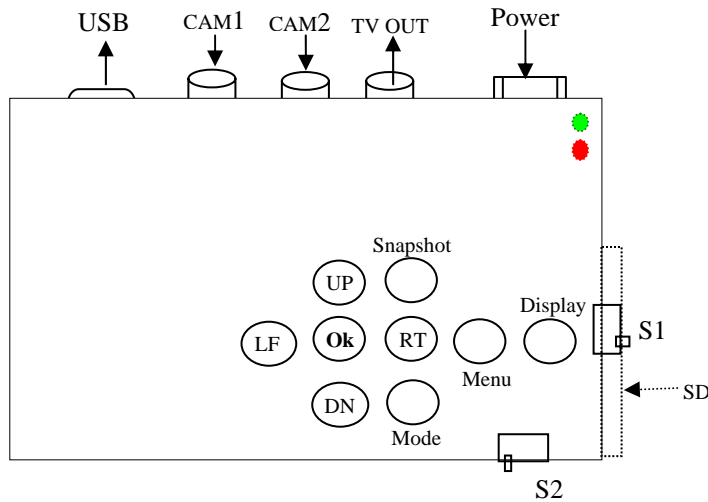 USB CAM1 CAM2 TV OUT Power
Snapshot
UP
Display
LF Ok RT
S1
Menu
SD
DN
Mode
S2